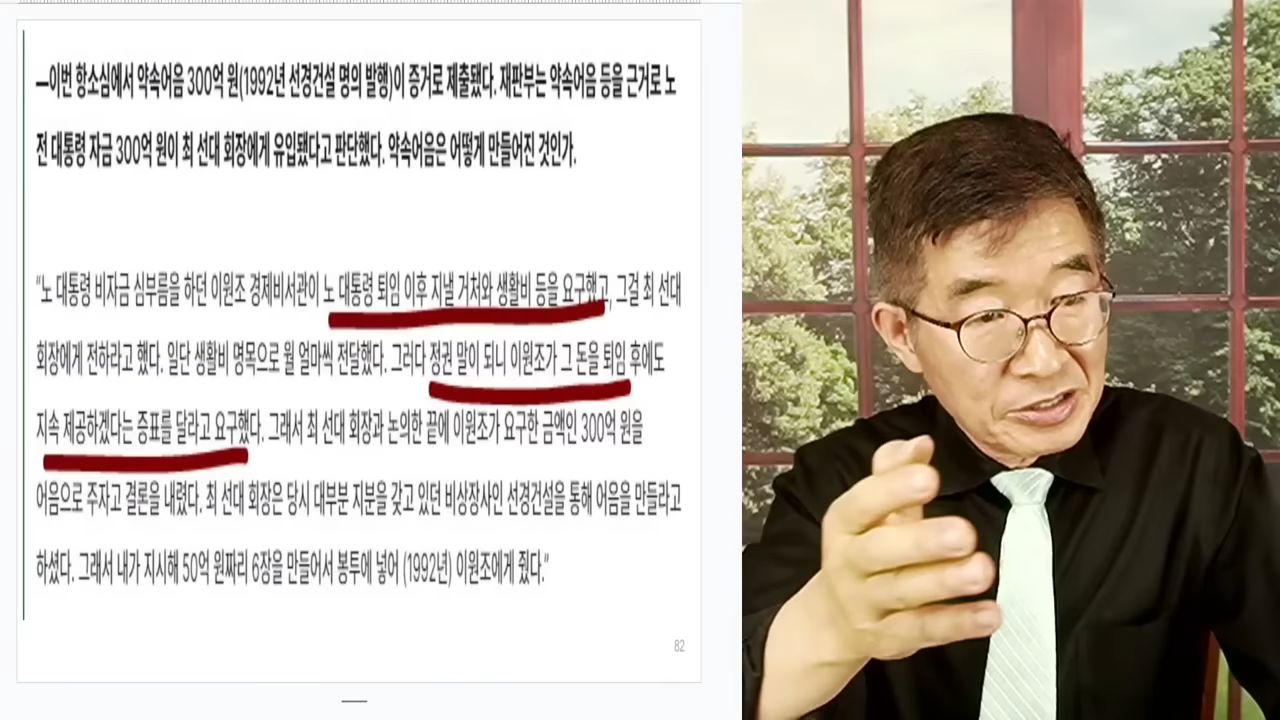 ―이번 항소심에서 약속어음 300억 원(1992년 선경건설 명의 발행)이 증거로 제출됐다. 재판부는 약속어음 등을 근거로 노
전 대통령 자금 300억 원이 최 선대 회장에게 유입됐다고 판단했다. 약속어음은 어떻게 만들어진 것인가.
“노 대통령 비자금 심부름을 하던 이원조 경제비서관이 노 대통령 퇴임 이후 지낼 거처와 생활비 등을 요구했고, 그걸 최 선대
회장에게 전하라고 했다. 일단 생활비 명목으로 월 얼마씩 전달했다. 그러다 정권 말이 되니 이원조가 그 돈을 퇴임 후에도
지속 제공하겠다는 증표를 달라고 요구했다. 그래서 최 선대 회장과 논의한 끝에 이원조가 요구한 금액인 300억 원을
어음으로 주자고 결론을 내렸다. 최 선대 회장은 당시 대부분 지분을 갖고 있던 비상장사인 선경건설을 통해 어음을 만들라고
하셨다. 그래서 내가 지시해 50억 원짜리 6장을 만들어서 봉투에 넣어 (1992년) 이원조에게 줬다.”
82